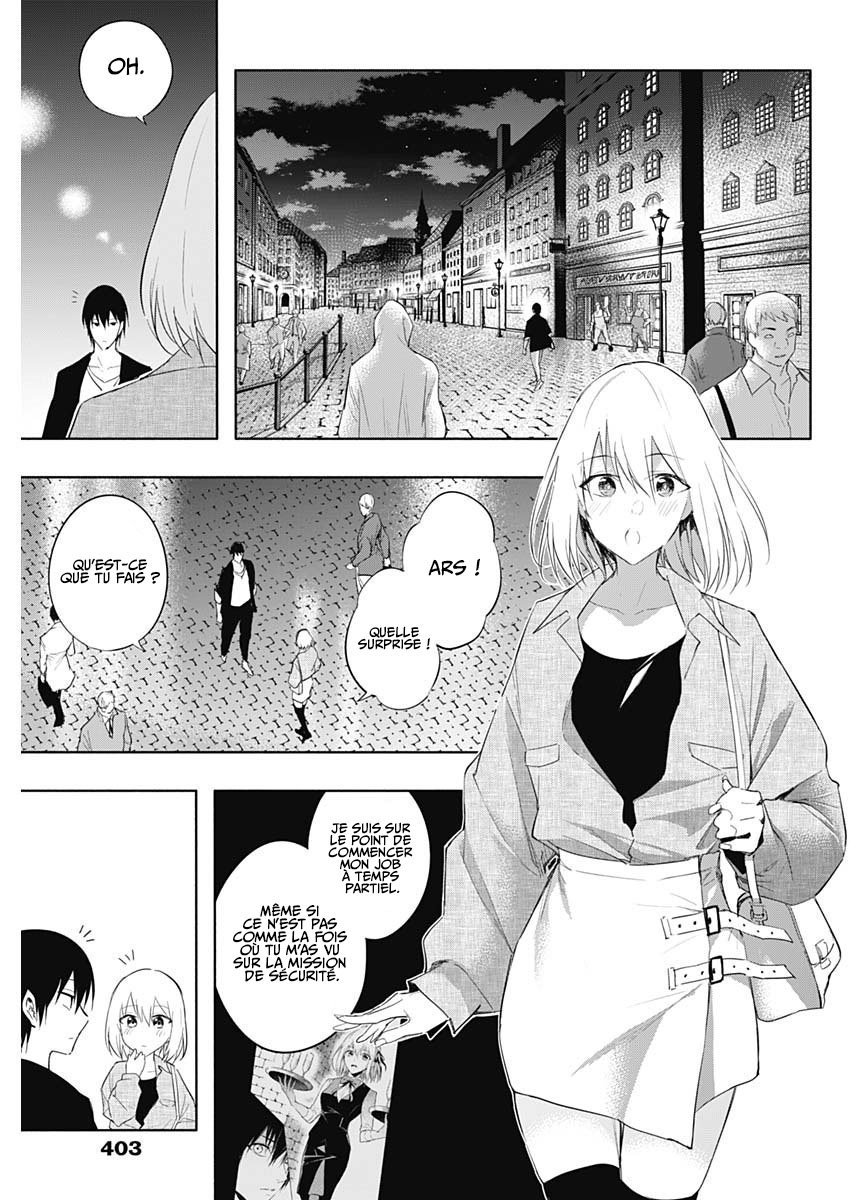 OH.
ARS !
QUELLE
SURPRISE !
QU'EST-CE
QUE TU FAIS ?
JE SUIS SUR
LE POINT DE
COMMENCER
MON JOB
À TEMPS
PARTIEL.
MÊME SI
CE N'EST PAS
COMME LA FOIS
OÙ TU M'AS VU
SUR LA MISSION
DE SÉCURITÉ.
403